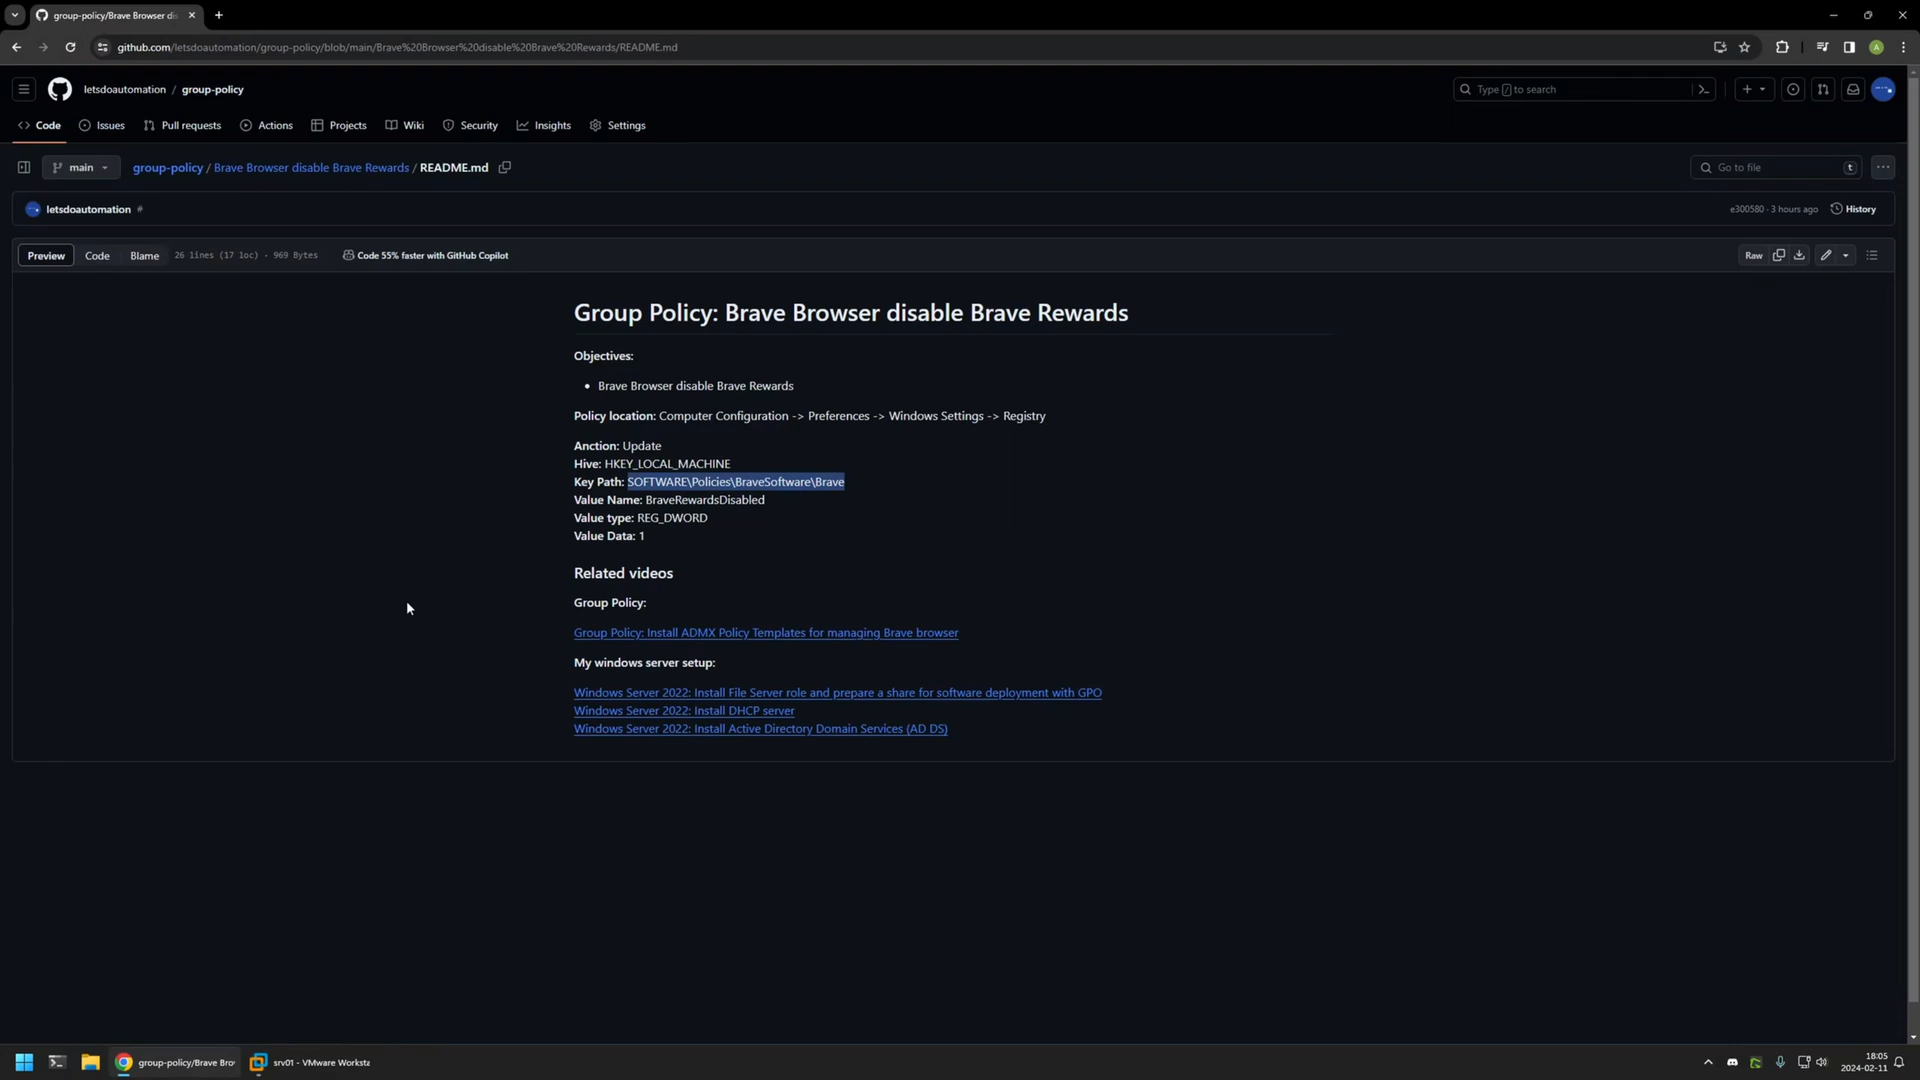 group-policy/Brave Browser di
github.com/letsdoautomation/group-policy/blob/main/Brave%20Browser%20disable%20Brave%20Rewards/README.md
A
letsdoautomation / group-policy
Type / to search
Code
Issues
Pull requests
Actions
Projects
Wiki
Security
Insights
Settings
main
group-policy / Brave Browser disable Brave Rewards / README.md
Go to file
t
letsdoautomation #
e300580 · 3 hours ago
History
Preview
Code
Blame
26 lines (17 loc) · 969 Bytes
Code 55% faster with GitHub Copilot
Raw
Group Policy: Brave Browser disable Brave Rewards
Objectives:
• Brave Browser disable Brave Rewards
Policy location: Computer Configuration -> Preferences -> Windows Settings -> Registry
Anction: Update
Hive: HKEY_LOCAL_MACHINE
Key Path: SOFTWARE\Policies\BraveSoftware\Brave
Value Name: BraveRewardsDisabled
Value type: REG_DWORD
Value Data: 1
Related videos
Group Policy:
Group Policy: Install ADMX Policy Templates for managing Brave browser
My windows server setup:
Windows Server 2022: Install File Server role and prepare a share for software deployment with GPO
Windows Server 2022: Install DHCP server
Windows Server 2022: Install Active Directory Domain Services (AD DS)
group-policy/Brave Bro
srv01 - VMware Worksta
18:05
2024-02-11